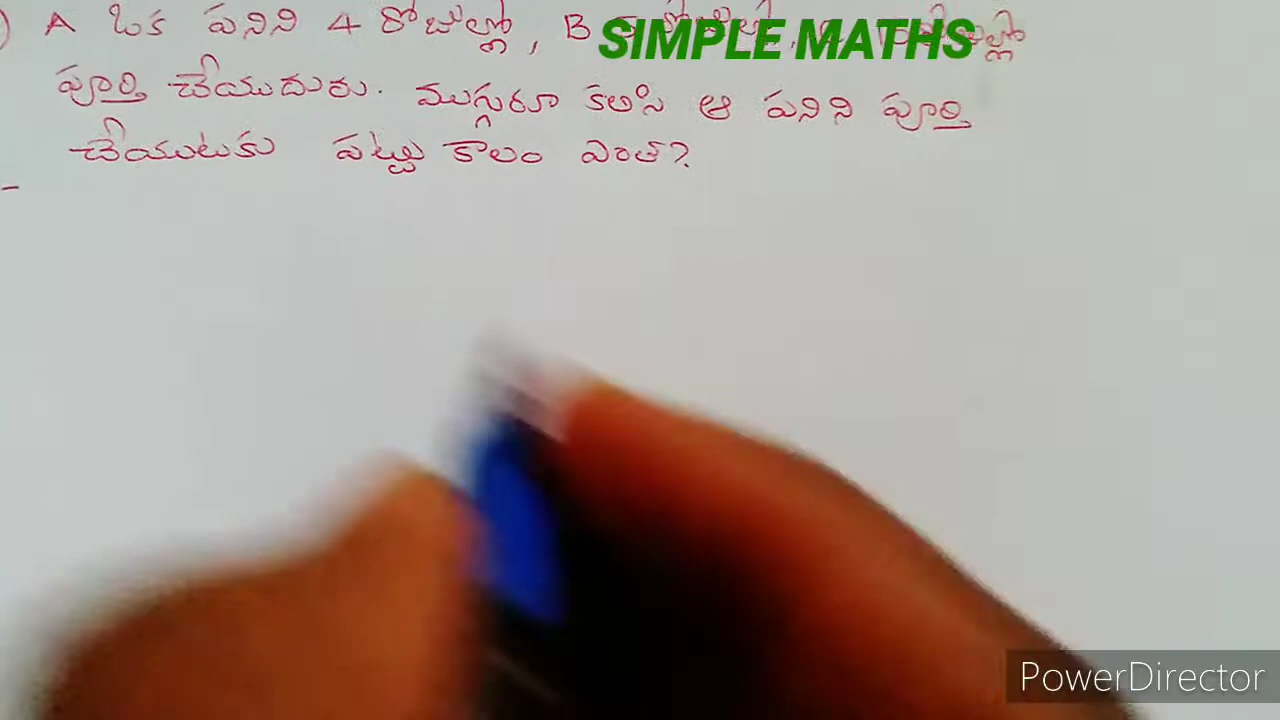 ) A ఒక పనిని 4 రోజుల్లో, B
SIMPLE MATHS
పూర్తి చేయుదురు. ముగ్గురూ కలిసి ఆ పనిని పూర్తి
చేయుటకు పట్టు కాలం ఎంత?
PowerDirector